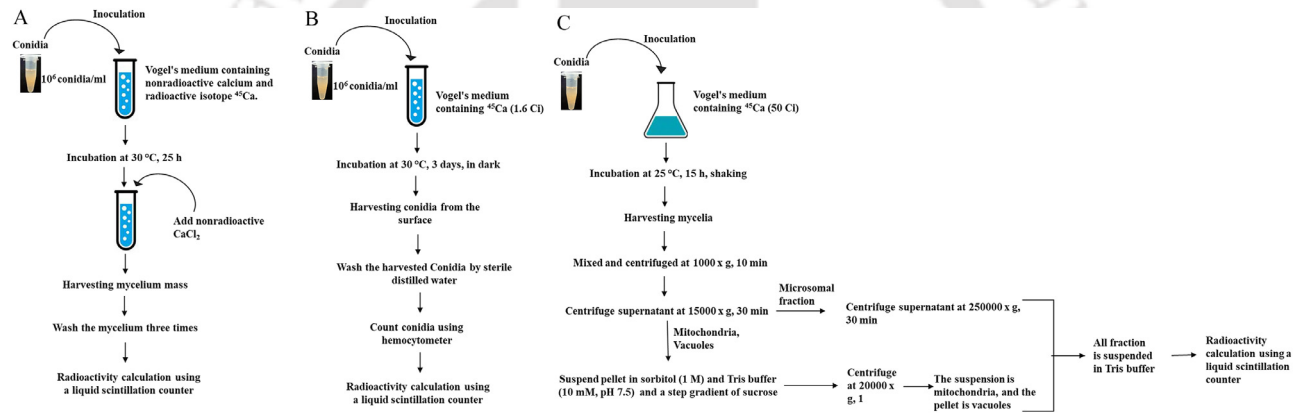 A
Inoculation
Conidia
10⁶ conidia/ml
Vogel's medium containing
nonradioactive calcium and
radioactive isotope ⁴⁵Ca.
Incubation at 30 °C, 25 h
Add nonradioactive
CaCl₂
Harvesting mycelium mass
Wash the mycelium three times
Radioactivity calculation using
a liquid scintillation counter
B
Inoculation
Conidia
10⁶ conidia/ml
Vogel's medium
containing ⁴⁵Ca (1.6 Ci)
Incubation at 30 °C, 3 days, in dark
Harvesting conidia from the
surface
Wash the harvested Conidia by sterile
distilled water
Count conidia using
hemocytometer
Radioactivity calculation using
a liquid scintillation counter
C
Inoculation
Conidia
Vogel's medium
containing ⁴⁵Ca (50 Ci)
Incubation at 25 °C, 15 h, shaking
Harvesting mycelia
Mixed and centrifuged at 1000 x g, 10 min
Centrifuge supernatant at 15000 x g, 30 min
Microsomal
fraction
Centrifuge supernatant at 250000 x g,
30 min
Mitochondria,
Vacuoles
Suspend pellet in sorbitol (1 M) and Tris buffer
(10 mM, pH 7.5) and a step gradient of sucrose
Centrifuge
at 20000 x
g, 1
The suspension is
mitochondria, and the
pellet is vacuoles
All fraction
is suspended
in Tris buffer
Radioactivity
calculation using a
liquid scintillation
counter